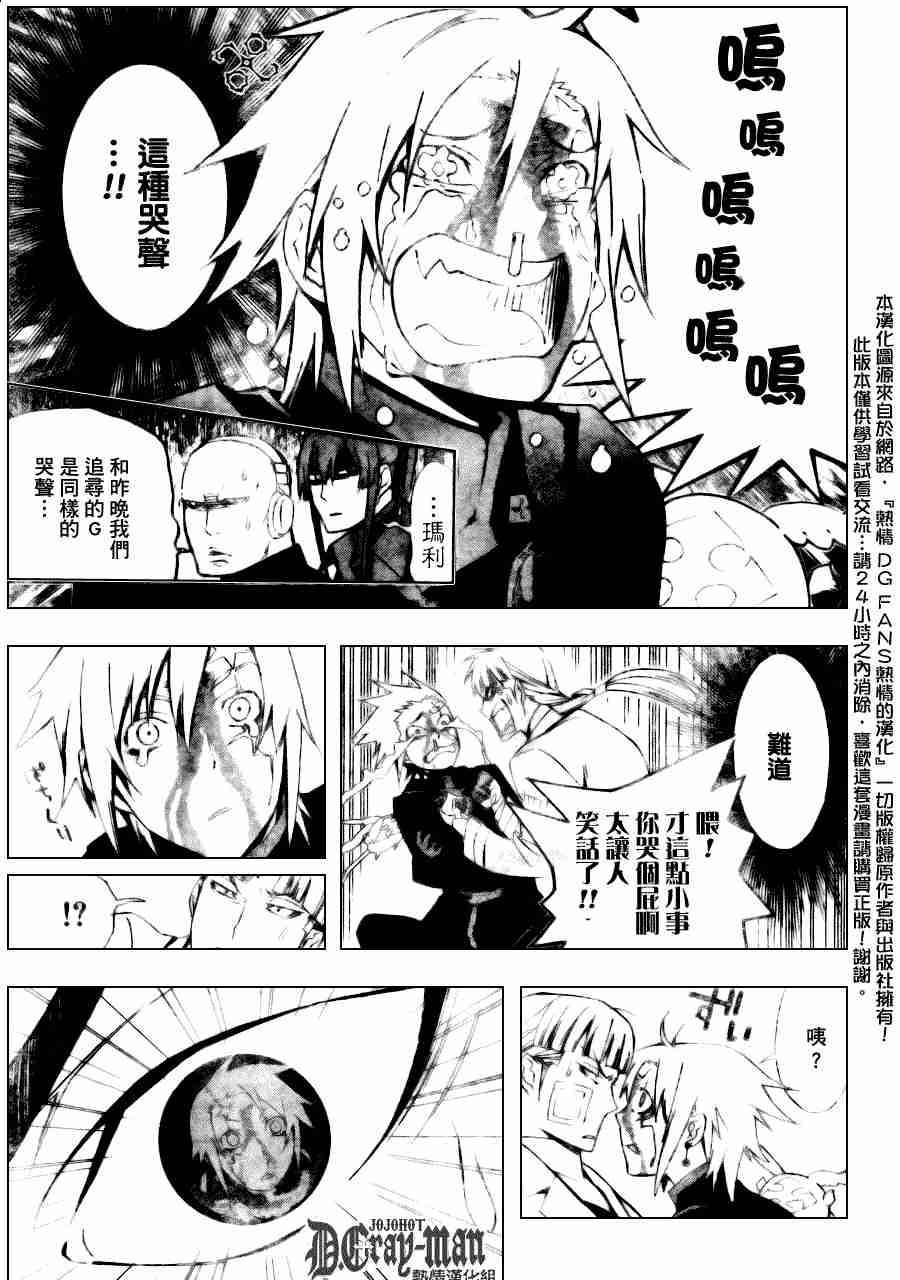 嗚
嗚
嗚
嗚
嗚
嗚
這種哭聲
…!!
…瑪利
和昨晚我們
追尋的G
是同樣的
哭聲…
難道
喂！
才這點小事
你哭個屁啊
太讓人
笑話了!!
!?
咦？
ずいっ
本漢化圖源來自於網路．『熱情DG FANS熱情的漢化』一切版權歸原作者與出版社擁有！
此版本僅供學習試看交流…請24小時之內消除．喜歡這套漫畫請購買正版！謝謝。
JOJOHOT
D.Gray-man
熱情漢化組